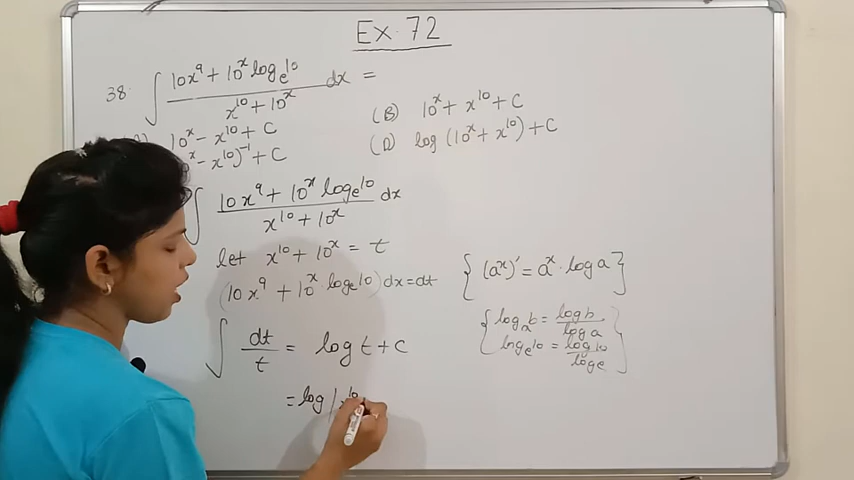 Ex. 72
38. ∫ (10x⁹ + 10ˣ logₑ10)/(x¹⁰ + 10ˣ) dx =
10ˣ - x¹⁰ + C (B) 10ˣ + x¹⁰ + C
ˣ - x¹⁰)⁻¹ + C (D) log (10ˣ + x¹⁰) + C
∫ (10x⁹ + 10ˣ logₑ10)/(x¹⁰ + 10ˣ) dx
let x¹⁰ + 10ˣ = t
(10x⁹ + 10ˣ · logₑ10) dx = dt {(aˣ)' = aˣ · log a}
∫ dt/t = log t + c {logₐb = log b/log a
logₑ10 = log 10/log e}
= log | x¹⁰